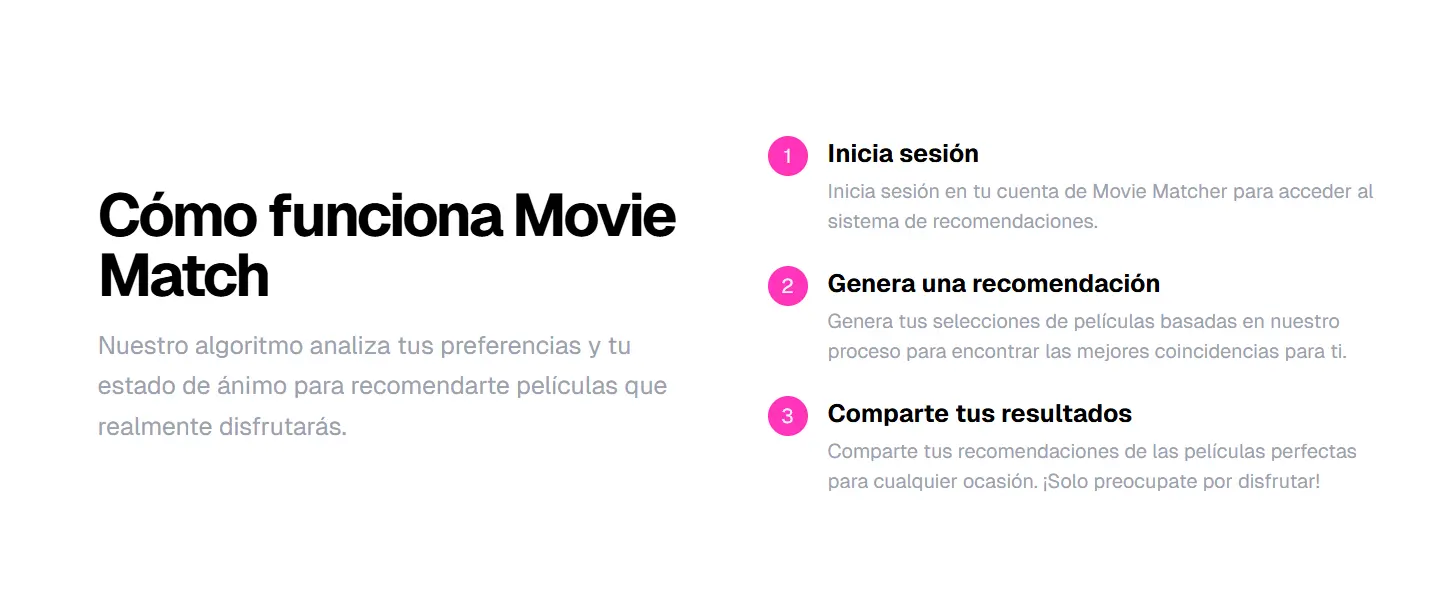 Cómo funciona Movie
Match
Nuestro algoritmo analiza tus preferencias y tu
estado de ánimo para recomendarte películas que
realmente disfrutarás.
1
Inicia sesión
Inicia sesión en tu cuenta de Movie Matcher para acceder al
sistema de recomendaciones.
2
Genera una recomendación
Genera tus selecciones de películas basadas en nuestro
proceso para encontrar las mejores coincidencias para ti.
3
Comparte tus resultados
Comparte tus recomendaciones de las películas perfectas
para cualquier ocasión. ¡Solo preocupate por disfrutar!